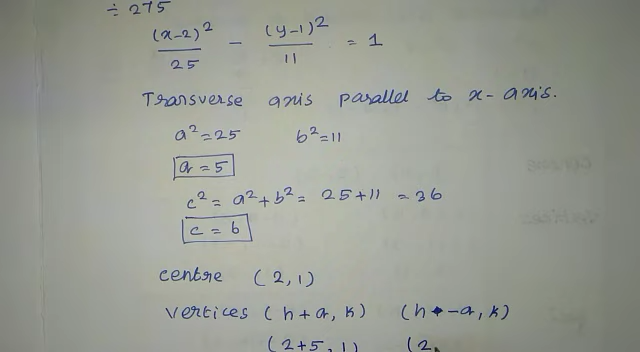 ÷ 275
(x-2)²/25 - (y-1)²/11 = 1
Transverse axis parallel to x-axis.
a²=25 b²=11
a = 5
c² = a²+b² = 25+11 = 36
c = 6
centre (2,1)
vertices (h+a, k) (h-a, k)
(2+5, 1) (2